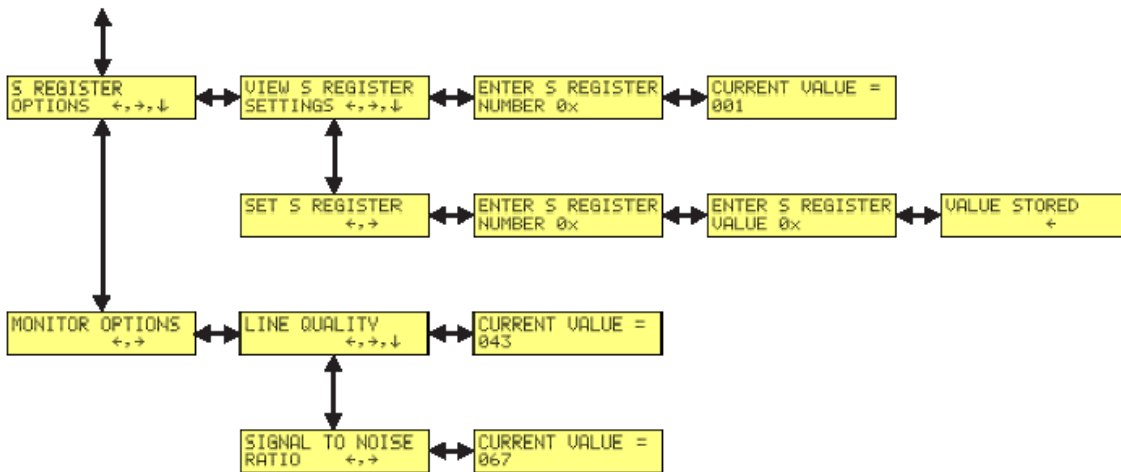 S REGISTER
OPTIONS ←,→,↓
VIEW S REGISTER
SETTINGS ←,→,↓
ENTER S REGISTER
NUMBER 0x
CURRENT VALUE =
001
SET S REGISTER
←,→
ENTER S REGISTER
NUMBER 0x
ENTER S REGISTER
VALUE 0x
VALUE STORED
←
MONITOR OPTIONS
←,→
LINE QUALITY
←,→,↓
CURRENT VALUE =
043
SIGNAL TO NOISE
RATIO ←,→
CURRENT VALUE =
067